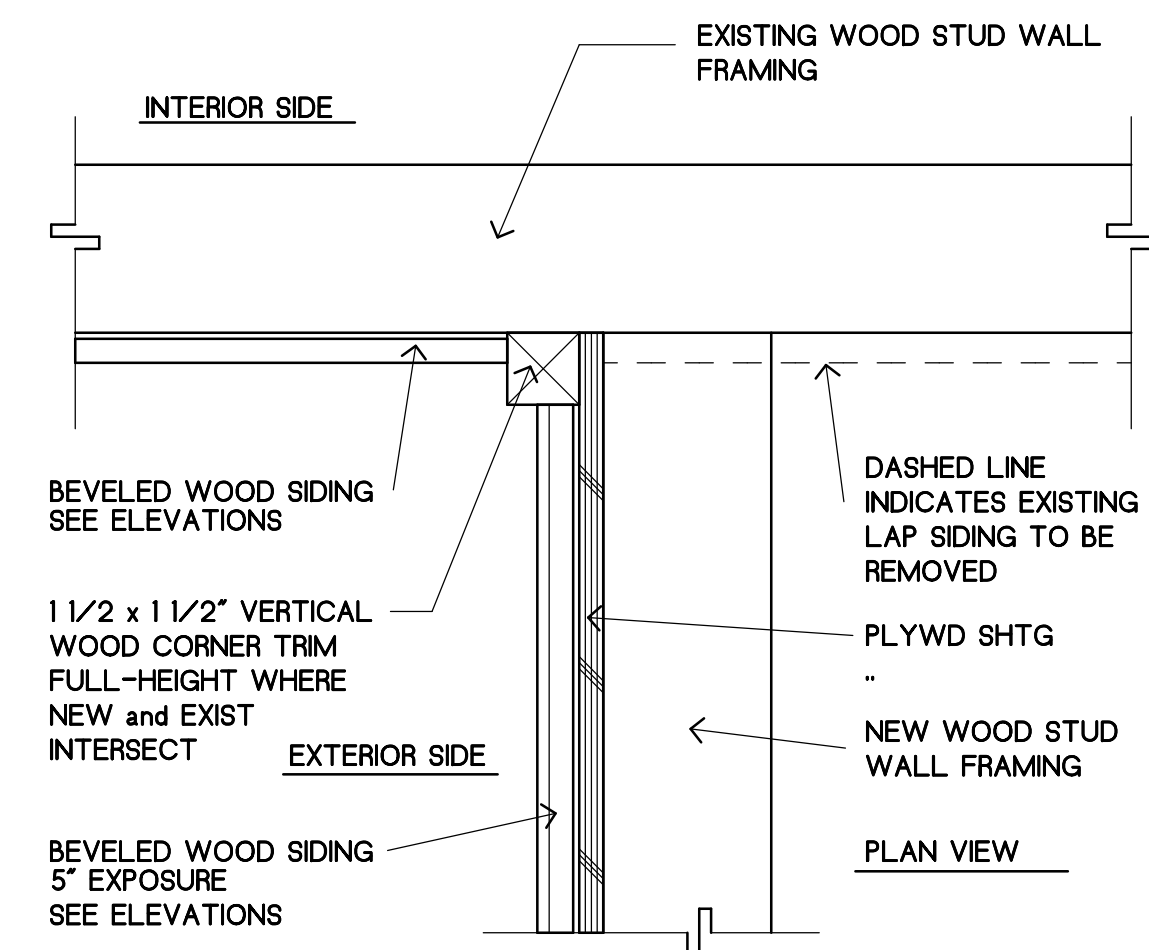 EXISTING WOOD STUD WALL
FRAMING
INTERIOR SIDE
BEVELED WOOD SIDING
SEE ELEVATIONS
1 1/2 x 1 1/2" VERTICAL
WOOD CORNER TRIM
FULL-HEIGHT WHERE
NEW and EXIST
INTERSECT
EXTERIOR SIDE
BEVELED WOOD SIDING
5" EXPOSURE
SEE ELEVATIONS
DASHED LINE
INDICATES EXISTING
LAP SIDING TO BE
REMOVED
PLYWD SHTG
"
NEW WOOD STUD
WALL FRAMING
PLAN VIEW